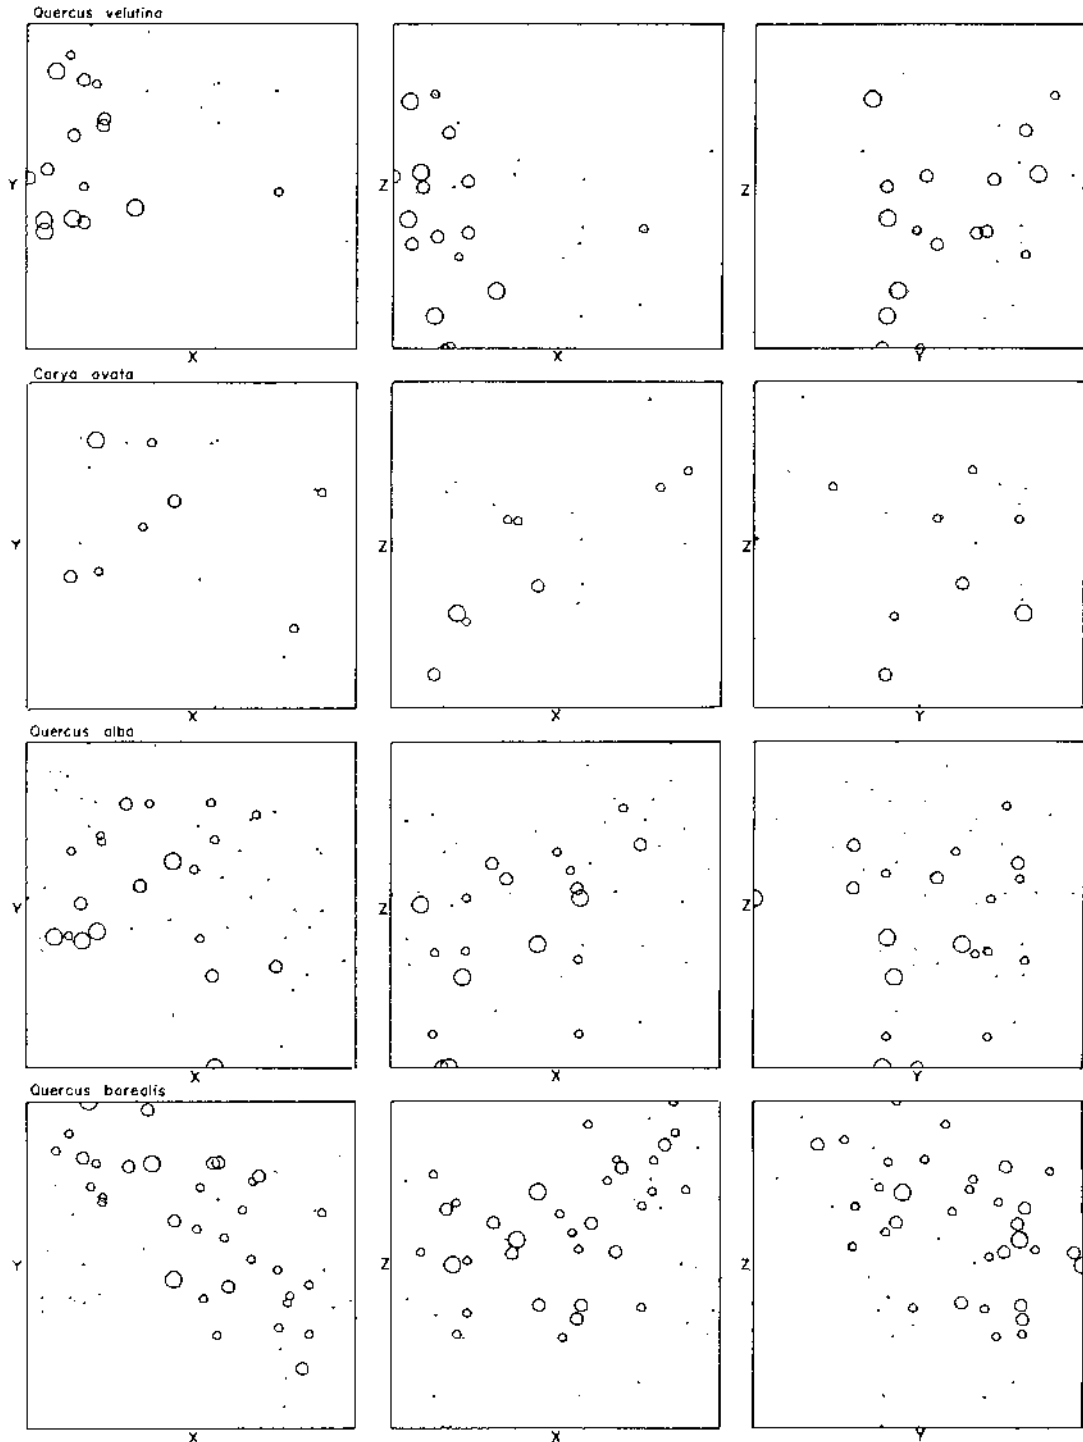 Quercus velutina
Y
Z
Z
X
X
Y
Carya ovata
Y
Z
Z
X
X
Y
Quercus alba
Y
Z
Z
X
X
Y
Quercus borealis
Y
Z
Z
X
X
Y